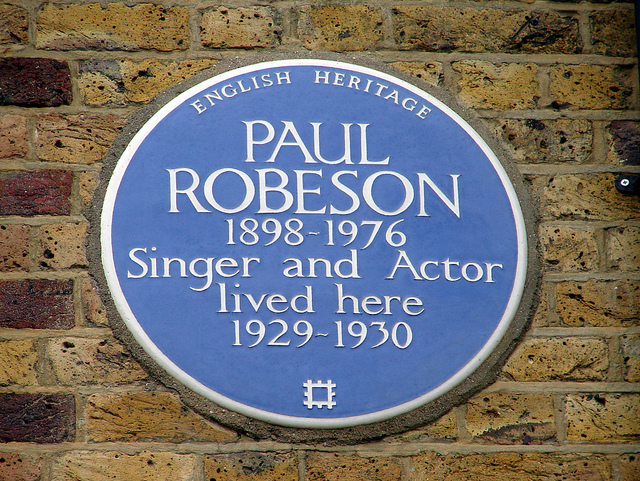 ENGLISH HERITAGE
PAUL
ROBESON
1898-1976
Singer and Actor
lived here
1929-1930